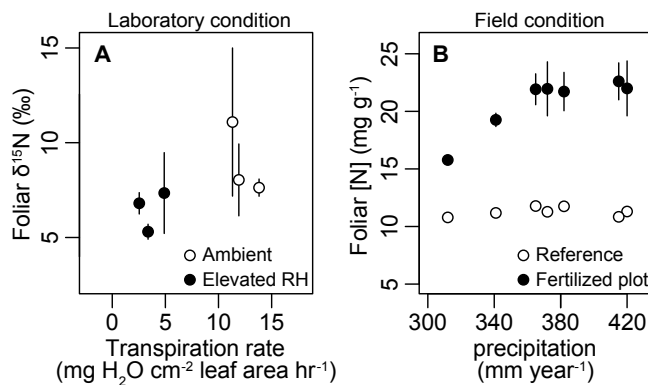 Laboratory condition
A
Foliar δ¹⁵N (‰)
15
10
5
Ambient
Elevated RH
0
5
10
15
Transpiration rate
(mg H₂O cm⁻² leaf area hr⁻¹)
Field condition
B
Foliar [N] (mg g⁻¹)
25
20
15
10
5
Reference
Fertilized plot
300
340
380
420
precipitation
(mm year⁻¹)